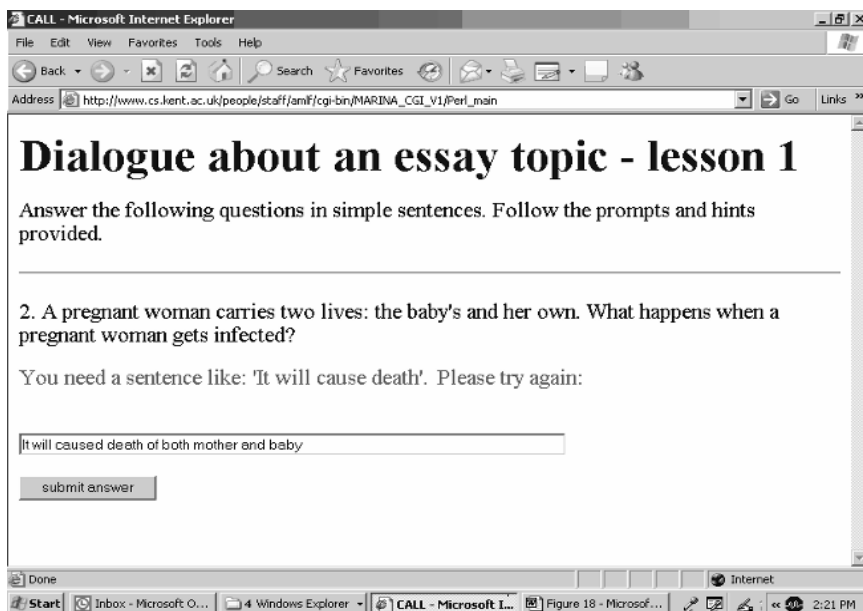 CALL - Microsoft Internet Explorer
File Edit View Favorites Tools Help
Back Search Favorites
Address http://www.cs.kent.ac.uk/people/staff/amlf/cgi-bin/MARINA_CGI_V1/Perl_main Go Links »
Dialogue about an essay topic - lesson 1
Answer the following questions in simple sentences. Follow the prompts and hints
provided.
2. A pregnant woman carries two lives: the baby's and her own. What happens when a
pregnant woman gets infected?
You need a sentence like: 'It will cause death'. Please try again:
It will caused death of both mother and baby
submit answer
Done Internet
Start Inbox - Microsoft O... 4 Windows Explorer CALL - Microsoft I... Figure 18 - Microsof... « 2:21 PM